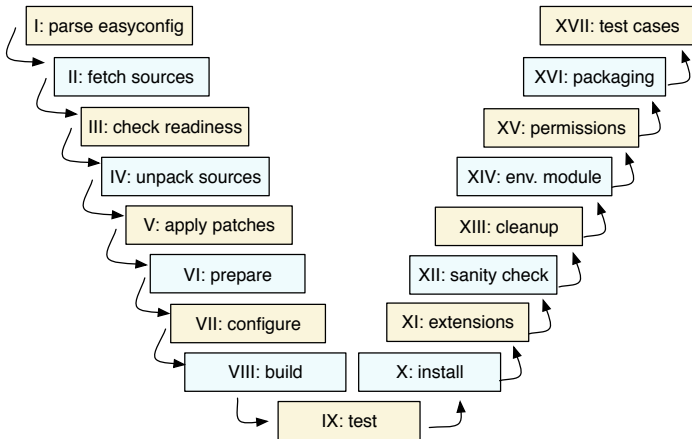 I: parse easyconfig
II: fetch sources
III: check readiness
IV: unpack sources
V: apply patches
VI: prepare
VII: configure
VIII: build
IX: test
X: install
XI: extensions
XII: sanity check
XIII: cleanup
XIV: env. module
XV: permissions
XVI: packaging
XVII: test cases